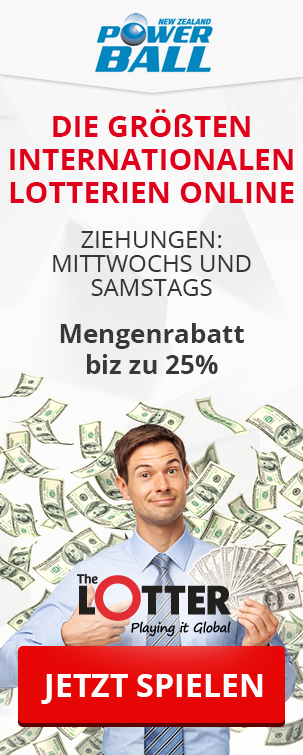 NEW ZEALAND
POWER
BALL
DIE GRÖßTEN
INTERNATIONALEN
LOTTERIEN ONLINE
ZIEHUNGEN:
MITTWOCHS UND
SAMSTAGS
Mengenrabatt
biz zu 25%
The
LOTTER
Playing it Global
JETZT SPIELEN